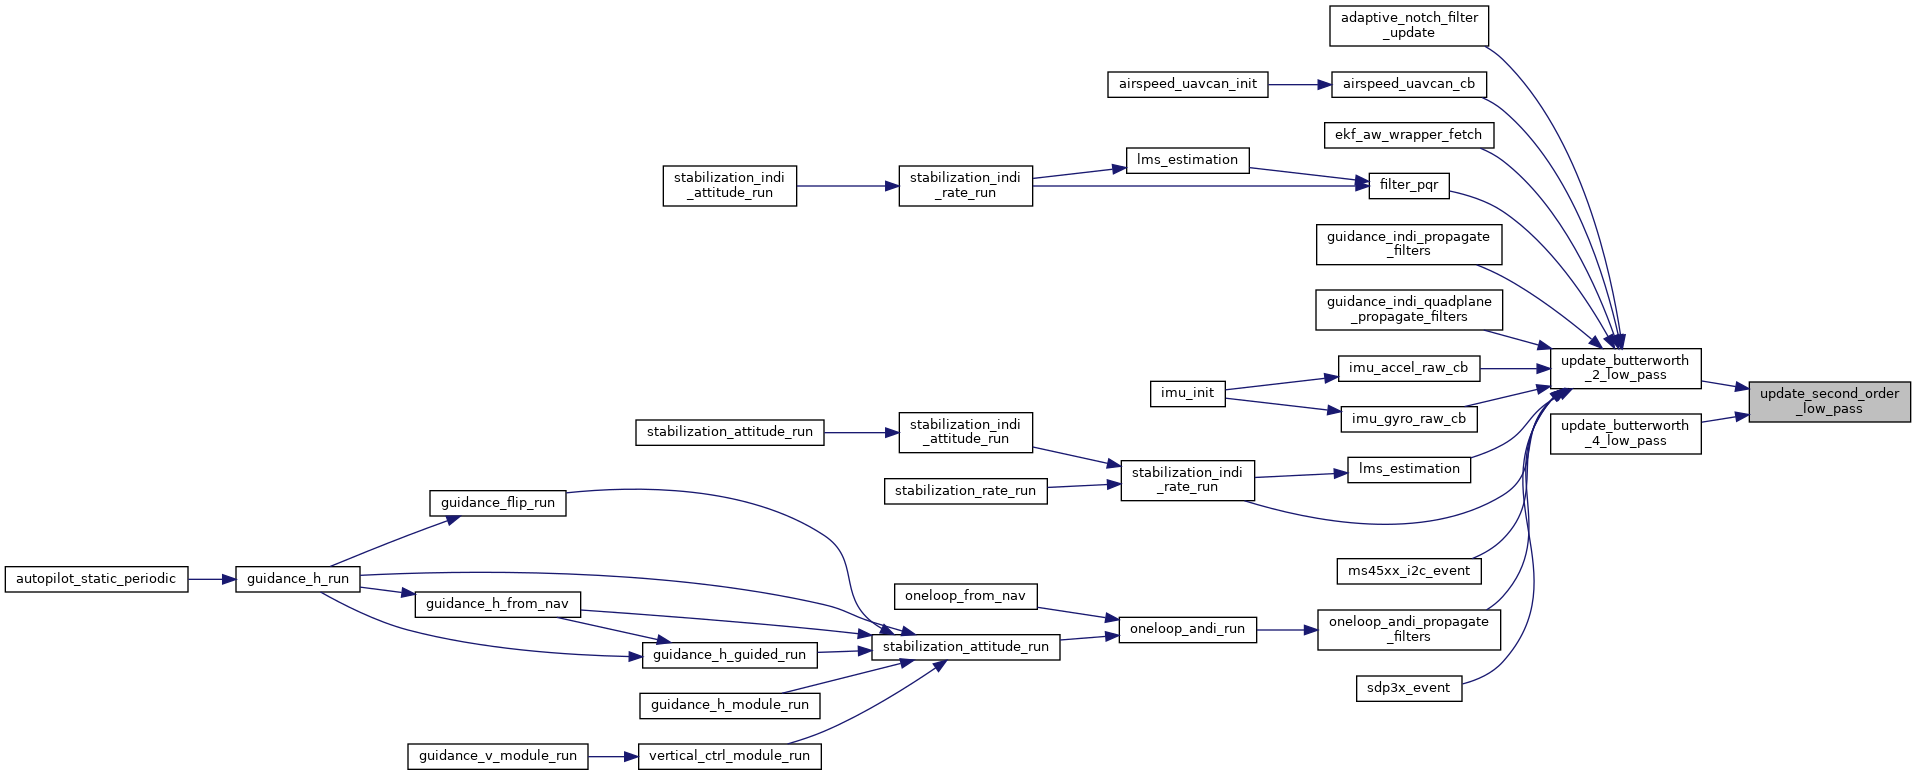 adaptive_notch_filter
_update
airspeed_uavcan_init
airspeed_uavcan_cb
ekf_aw_wrapper_fetch
lms_estimation
stabilization_indi
_attitude_run
stabilization_indi
_rate_run
filter_pqr
guidance_indi_propagate
_filters
guidance_indi_quadplane
_propagate_filters
update_butterworth
_2_low_pass
imu_accel_raw_cb
imu_init
update_second_order
_low_pass
imu_gyro_raw_cb
update_butterworth
_4_low_pass
stabilization_attitude_run
stabilization_indi
_attitude_run
lms_estimation
stabilization_indi
_rate_run
stabilization_rate_run
guidance_flip_run
ms45xx_i2c_event
autopilot_static_periodic
guidance_h_run
oneloop_from_nav
guidance_h_from_nav
oneloop_andi_run
oneloop_andi_propagate
_filters
stabilization_attitude_run
guidance_h_guided_run
sdp3x_event
guidance_h_module_run
guidance_v_module_run
vertical_ctrl_module_run